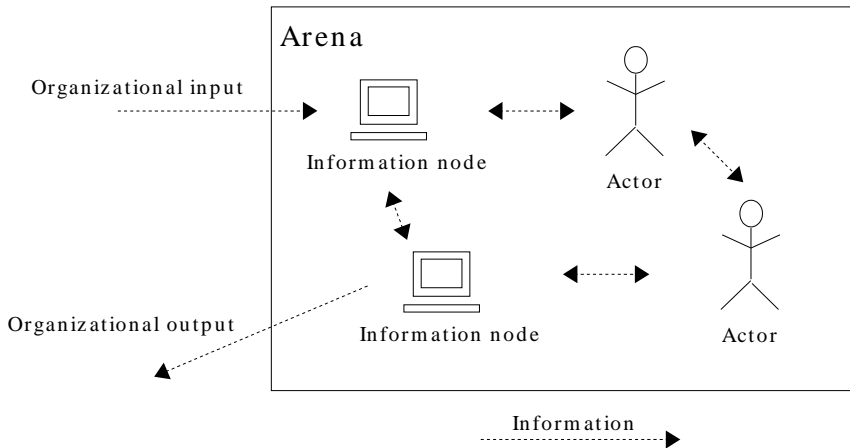 Arena
Organizational input
Information node
Actor
Organizational output
Information node
Actor
Information